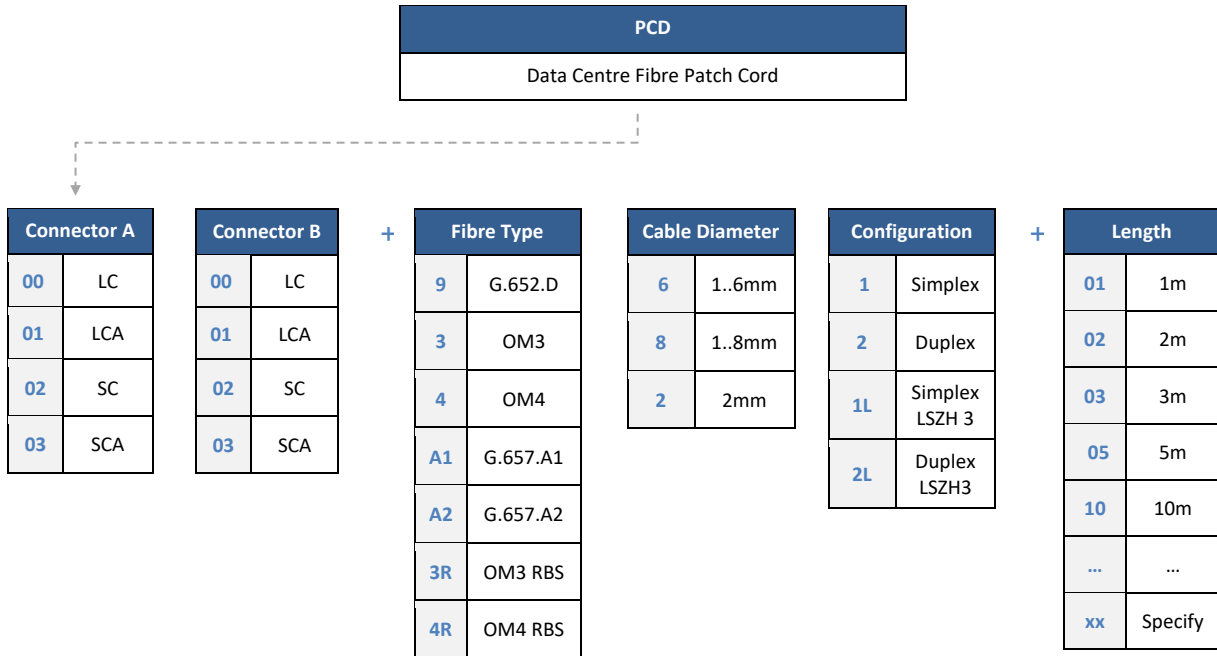 PCD
Data Centre Fibre Patch Cord
Connector A
00 LC
01 LCA
02 SC
03 SCA
Connector B
00 LC
01 LCA
02 SC
03 SCA
+
Fibre Type
9 G.652.D
3 OM3
4 OM4
A1 G.657.A1
A2 G.657.A2
3R OM3 RBS
4R OM4 RBS
Cable Diameter
6 1..6mm
8 1..8mm
2 2mm
Configuration
1 Simplex
2 Duplex
1L Simplex
LSZH 3
2L Duplex
LSZH3
+
Length
01 1m
02 2m
03 3m
05 5m
10 10m
... ...
xx Specify